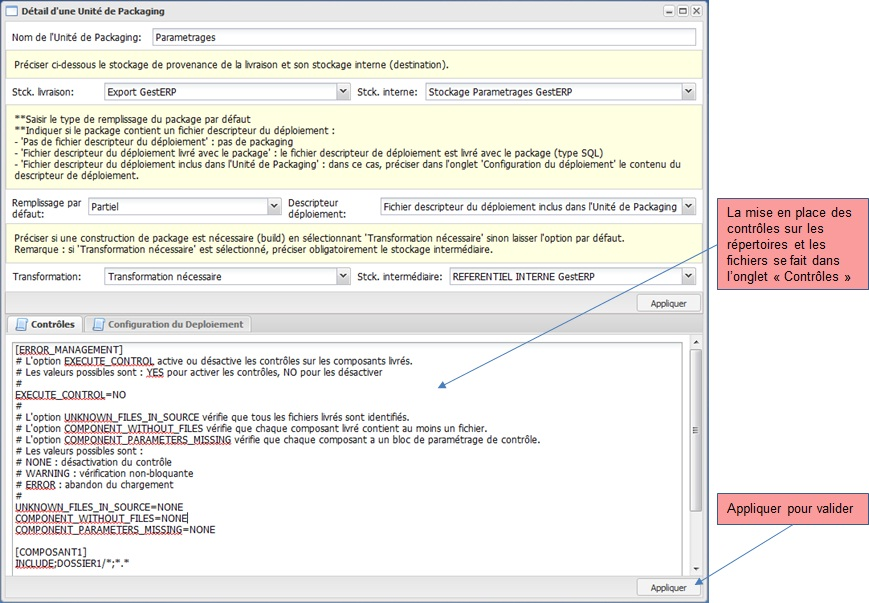 Détail d'une Unité de Packaging
Nom de l'Unité de Packaging: Parametrages
Préciser ci-dessous le stockage de provenance de la livraison et son stockage interne (destination).
Stck. livraison: Export GestERP Stck. interne: Stockage Parametrages GestERP
**Saisir le type de remplissage du package par défaut
**Indiquer si le package contient un fichier descripteur du déploiement :
- 'Pas de fichier descripteur du déploiement' : pas de packaging
- 'Fichier descripteur du déploiement livré avec le package' : le fichier descripteur de déploiement est livré avec le package (type SQL)
- 'Fichier descripteur du déploiement inclus dans l'Unité de Packaging' : dans ce cas, préciser dans l'onglet 'Configuration du déploiement' le contenu du
descripteur de déploiement.
Remplissage par défaut: Partiel Descripteur déploiement: Fichier descripteur du déploiement inclus dans l'Unité de Packaging
Préciser si une construction de package est nécessaire (build) en sélectionnant 'Transformation nécessaire' sinon laisser l'option par défaut.
Remarque : si 'Transformation nécessaire' est sélectionné, préciser obligatoirement le stockage intermédiaire.
Transformation: Transformation nécessaire Stck. intermédiaire: REFERENTIEL INTERNE GestERP
Appliquer
Contrôles Configuration du Deploiement
[ERROR_MANAGEMENT]
# L'option EXECUTE_CONTROL active ou désactive les contrôles sur les composants livrés.
# Les valeurs possibles sont : YES pour activer les contrôles, NO pour les désactiver
#
EXECUTE_CONTROL=NO
#
# L'option UNKNOWN_FILES_IN_SOURCE vérifie que tous les fichiers livrés sont identifiés.
# L'option COMPONENT_WITHOUT_FILES vérifie que chaque composant livré contient au moins un fichier.
# L'option COMPONENT_PARAMETERS_MISSING vérifie que chaque composant a un bloc de paramétrage de contrôle.
# Les valeurs possibles sont :
# NONE : désactivation du contrôle
# WARNING : vérification non-bloquante
# ERROR : abandon du chargement
#
UNKNOWN_FILES_IN_SOURCE=NONE
COMPONENT_WITHOUT_FILES=NONE
COMPONENT_PARAMETERS_MISSING=NONE
[COMPOSANT1]
INCLUDE;DOSSIER1/*;*.*
Appliquer
La mise en place des
contrôles sur les
répertoires et les
fichiers se fait dans
l'onglet « Contrôles »
Appliquer pour valider